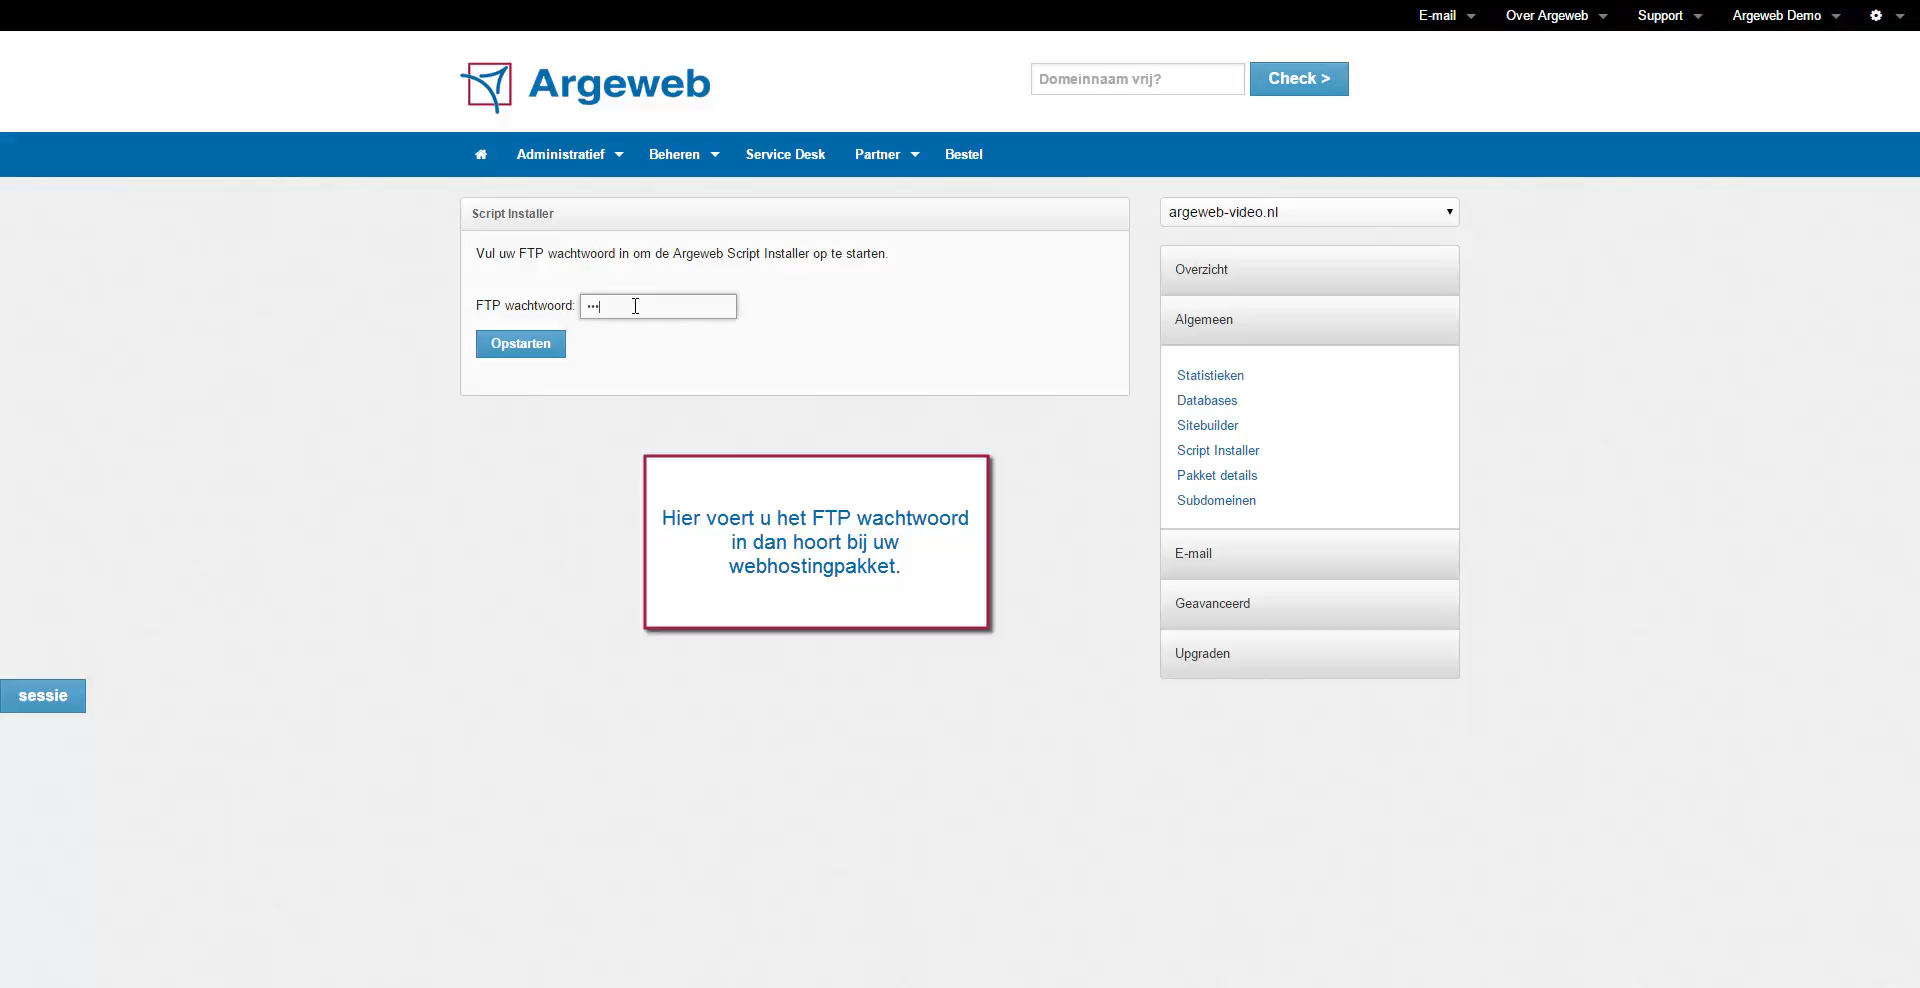 E-mail
Over Argeweb
Support
Argeweb Demo
Argeweb
Domeinnaam vrij?
Check >
Administratief
Beheren
Service Desk
Partner
Bestel
Script Installer
Vul uw FTP wachtwoord in om de Argeweb Script Installer op te starten.
FTP wachtwoord:
Opstarten
Hier voert u het FTP wachtwoord
in dan hoort bij uw
webhostingpakket.
argeweb-video.nl
Overzicht
Algemeen
Statistieken
Databases
Sitebuilder
Script Installer
Pakket details
Subdomeinen
E-mail
Geavanceerd
Upgraden
sessie